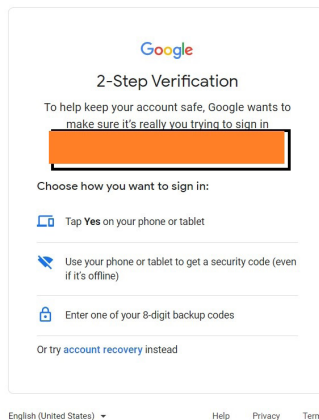 Google
2-Step Verification
To help keep your account safe, Google wants to
make sure it's really you trying to sign in
Choose how you want to sign in:
Tap Yes on your phone or tablet
Use your phone or tablet to get a security code (even
if it's offline)
Enter one of your 8-digit backup codes
Or try account recovery instead
English (United States)
Help Privacy